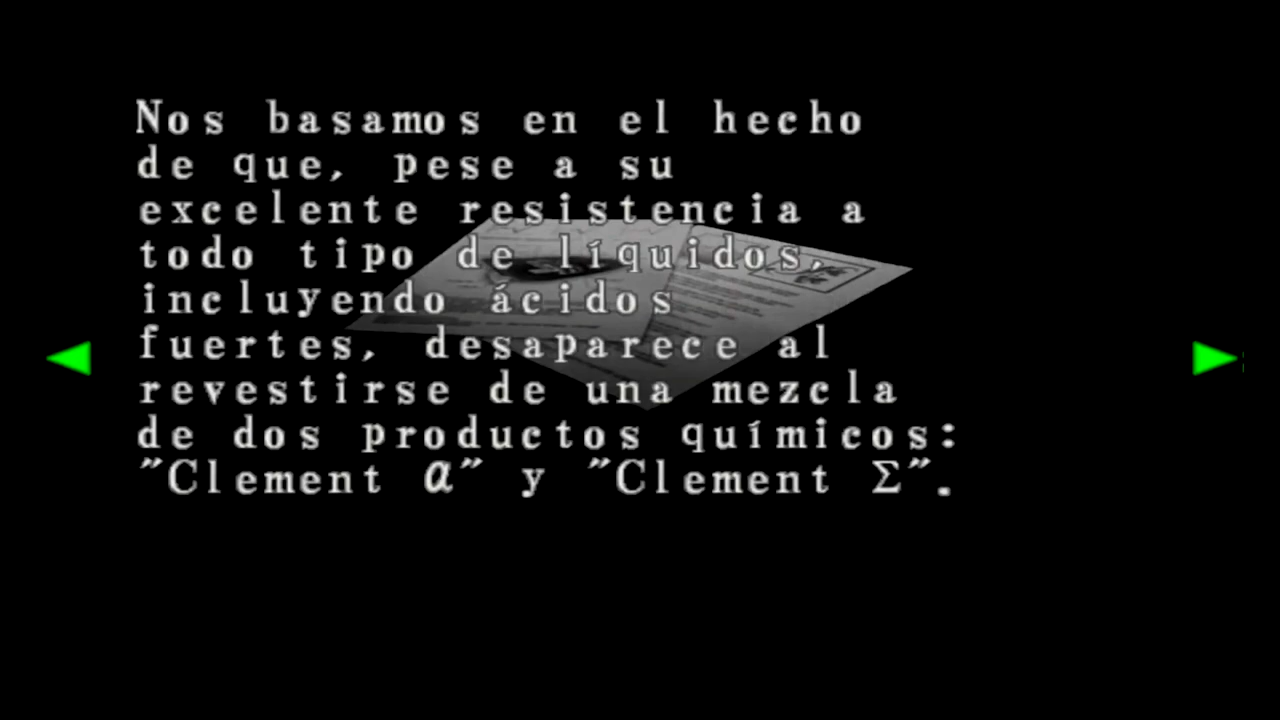 Nos basamos en el hecho
de que, pese a su
excelente resistencia a
todo tipo de líquidos,
incluyendo ácidos
fuertes, desaparece al
revestirse de una mezcla
de dos productos químicos:
"Clement α" y "Clement Σ".